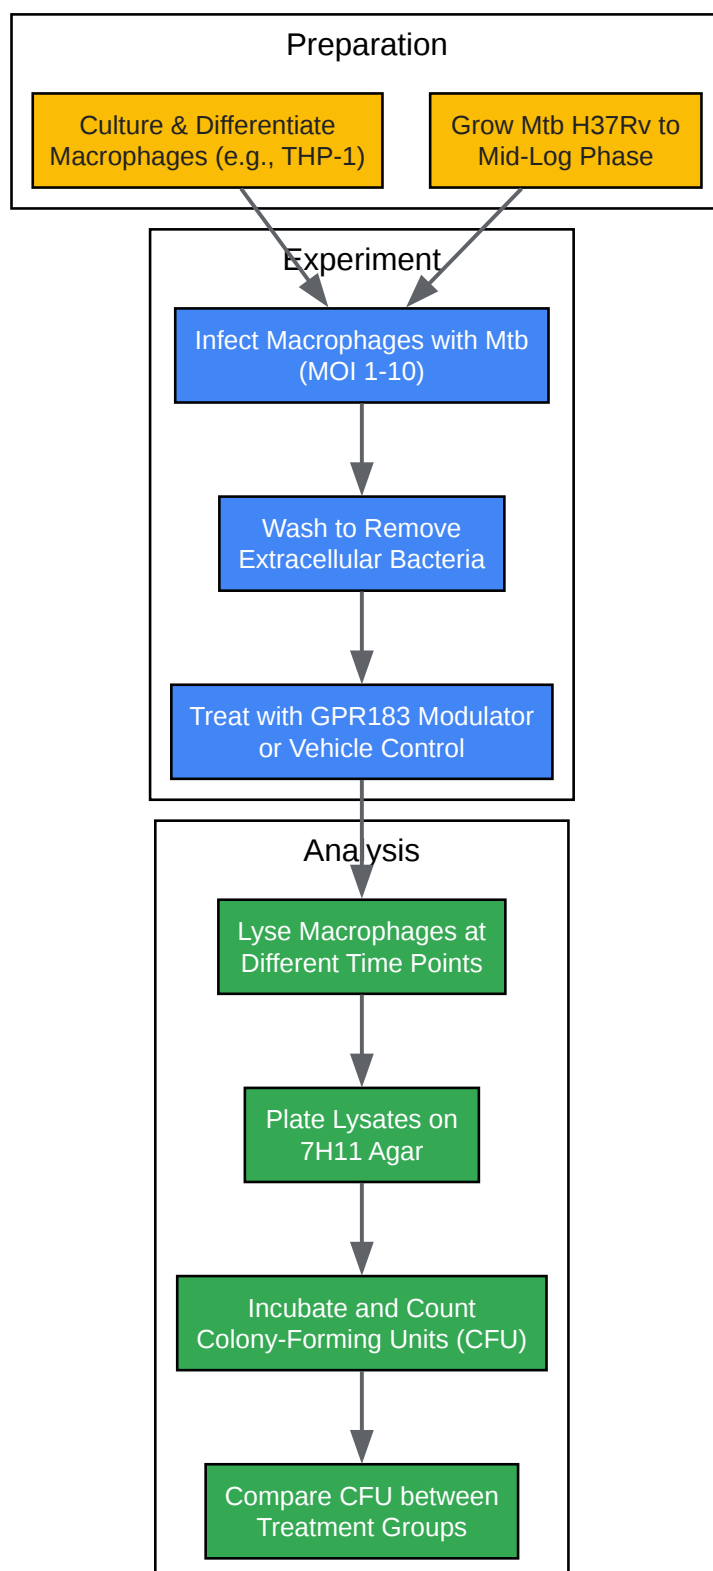 Preparation
Culture & Differentiate
Macrophages (e.g., THP-1)
Grow Mtb H37Rv to
Mid-Log Phase
Experiment
Infect Macrophages with Mtb
(MOI 1-10)
Wash to Remove
Extracellular Bacteria
Treat with GPR183 Modulator
or Vehicle Control
Analysis
Lyse Macrophages at
Different Time Points
Plate Lysates on
7H11 Agar
Incubate and Count
Colony-Forming Units (CFU)
Compare CFU between
Treatment Groups